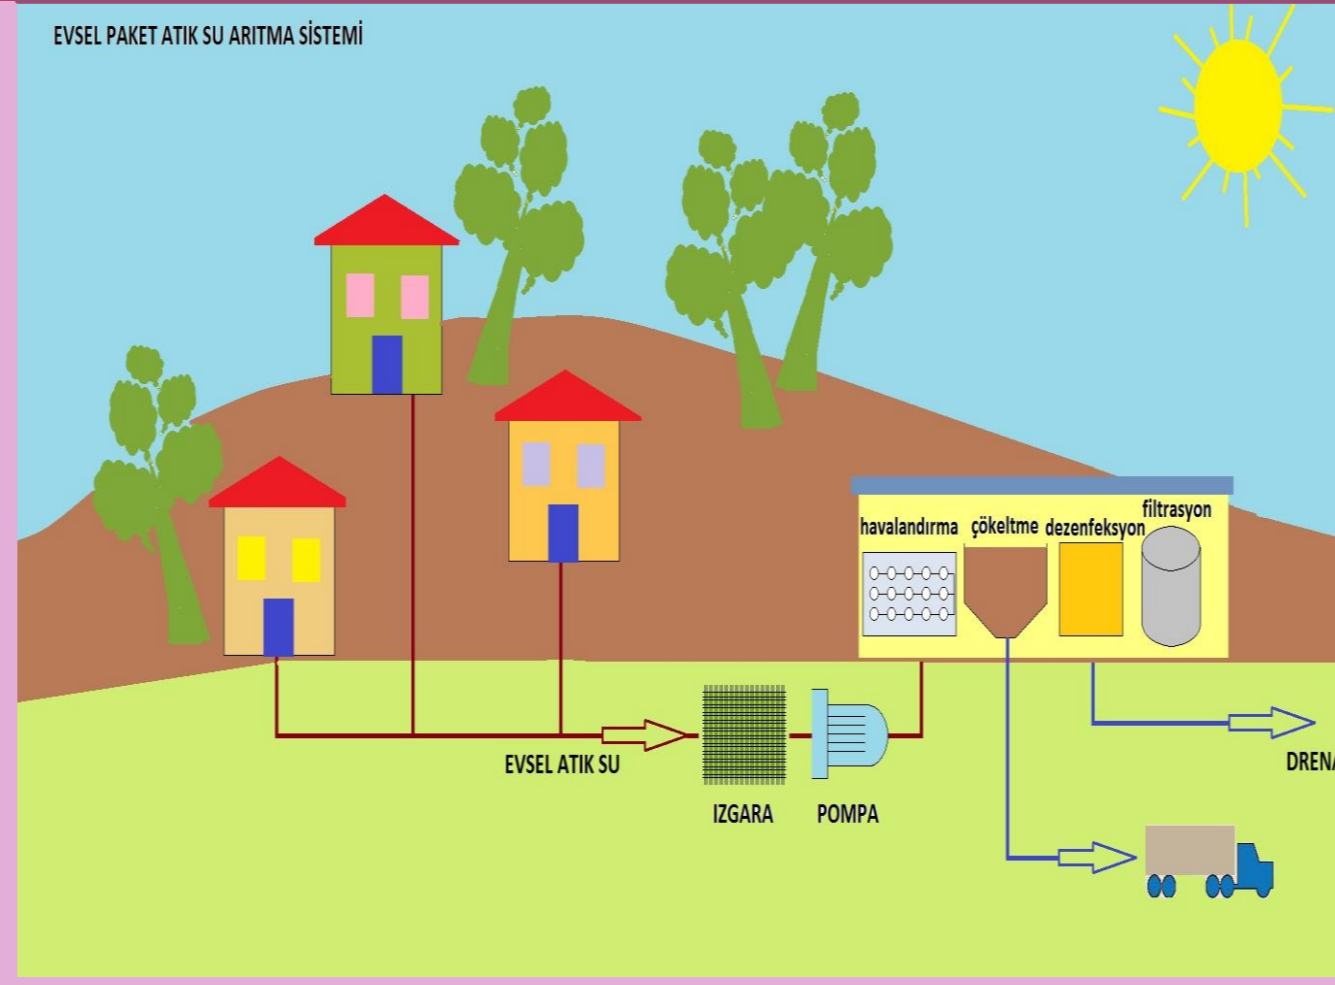 EVSEL PAKET ATIK SU ARITMA SİSTEMİ
filtrasyon
havalandırma
çökeltme
dezenfeksyon
EVSEL ATIK SU
IZGARA
POMPA